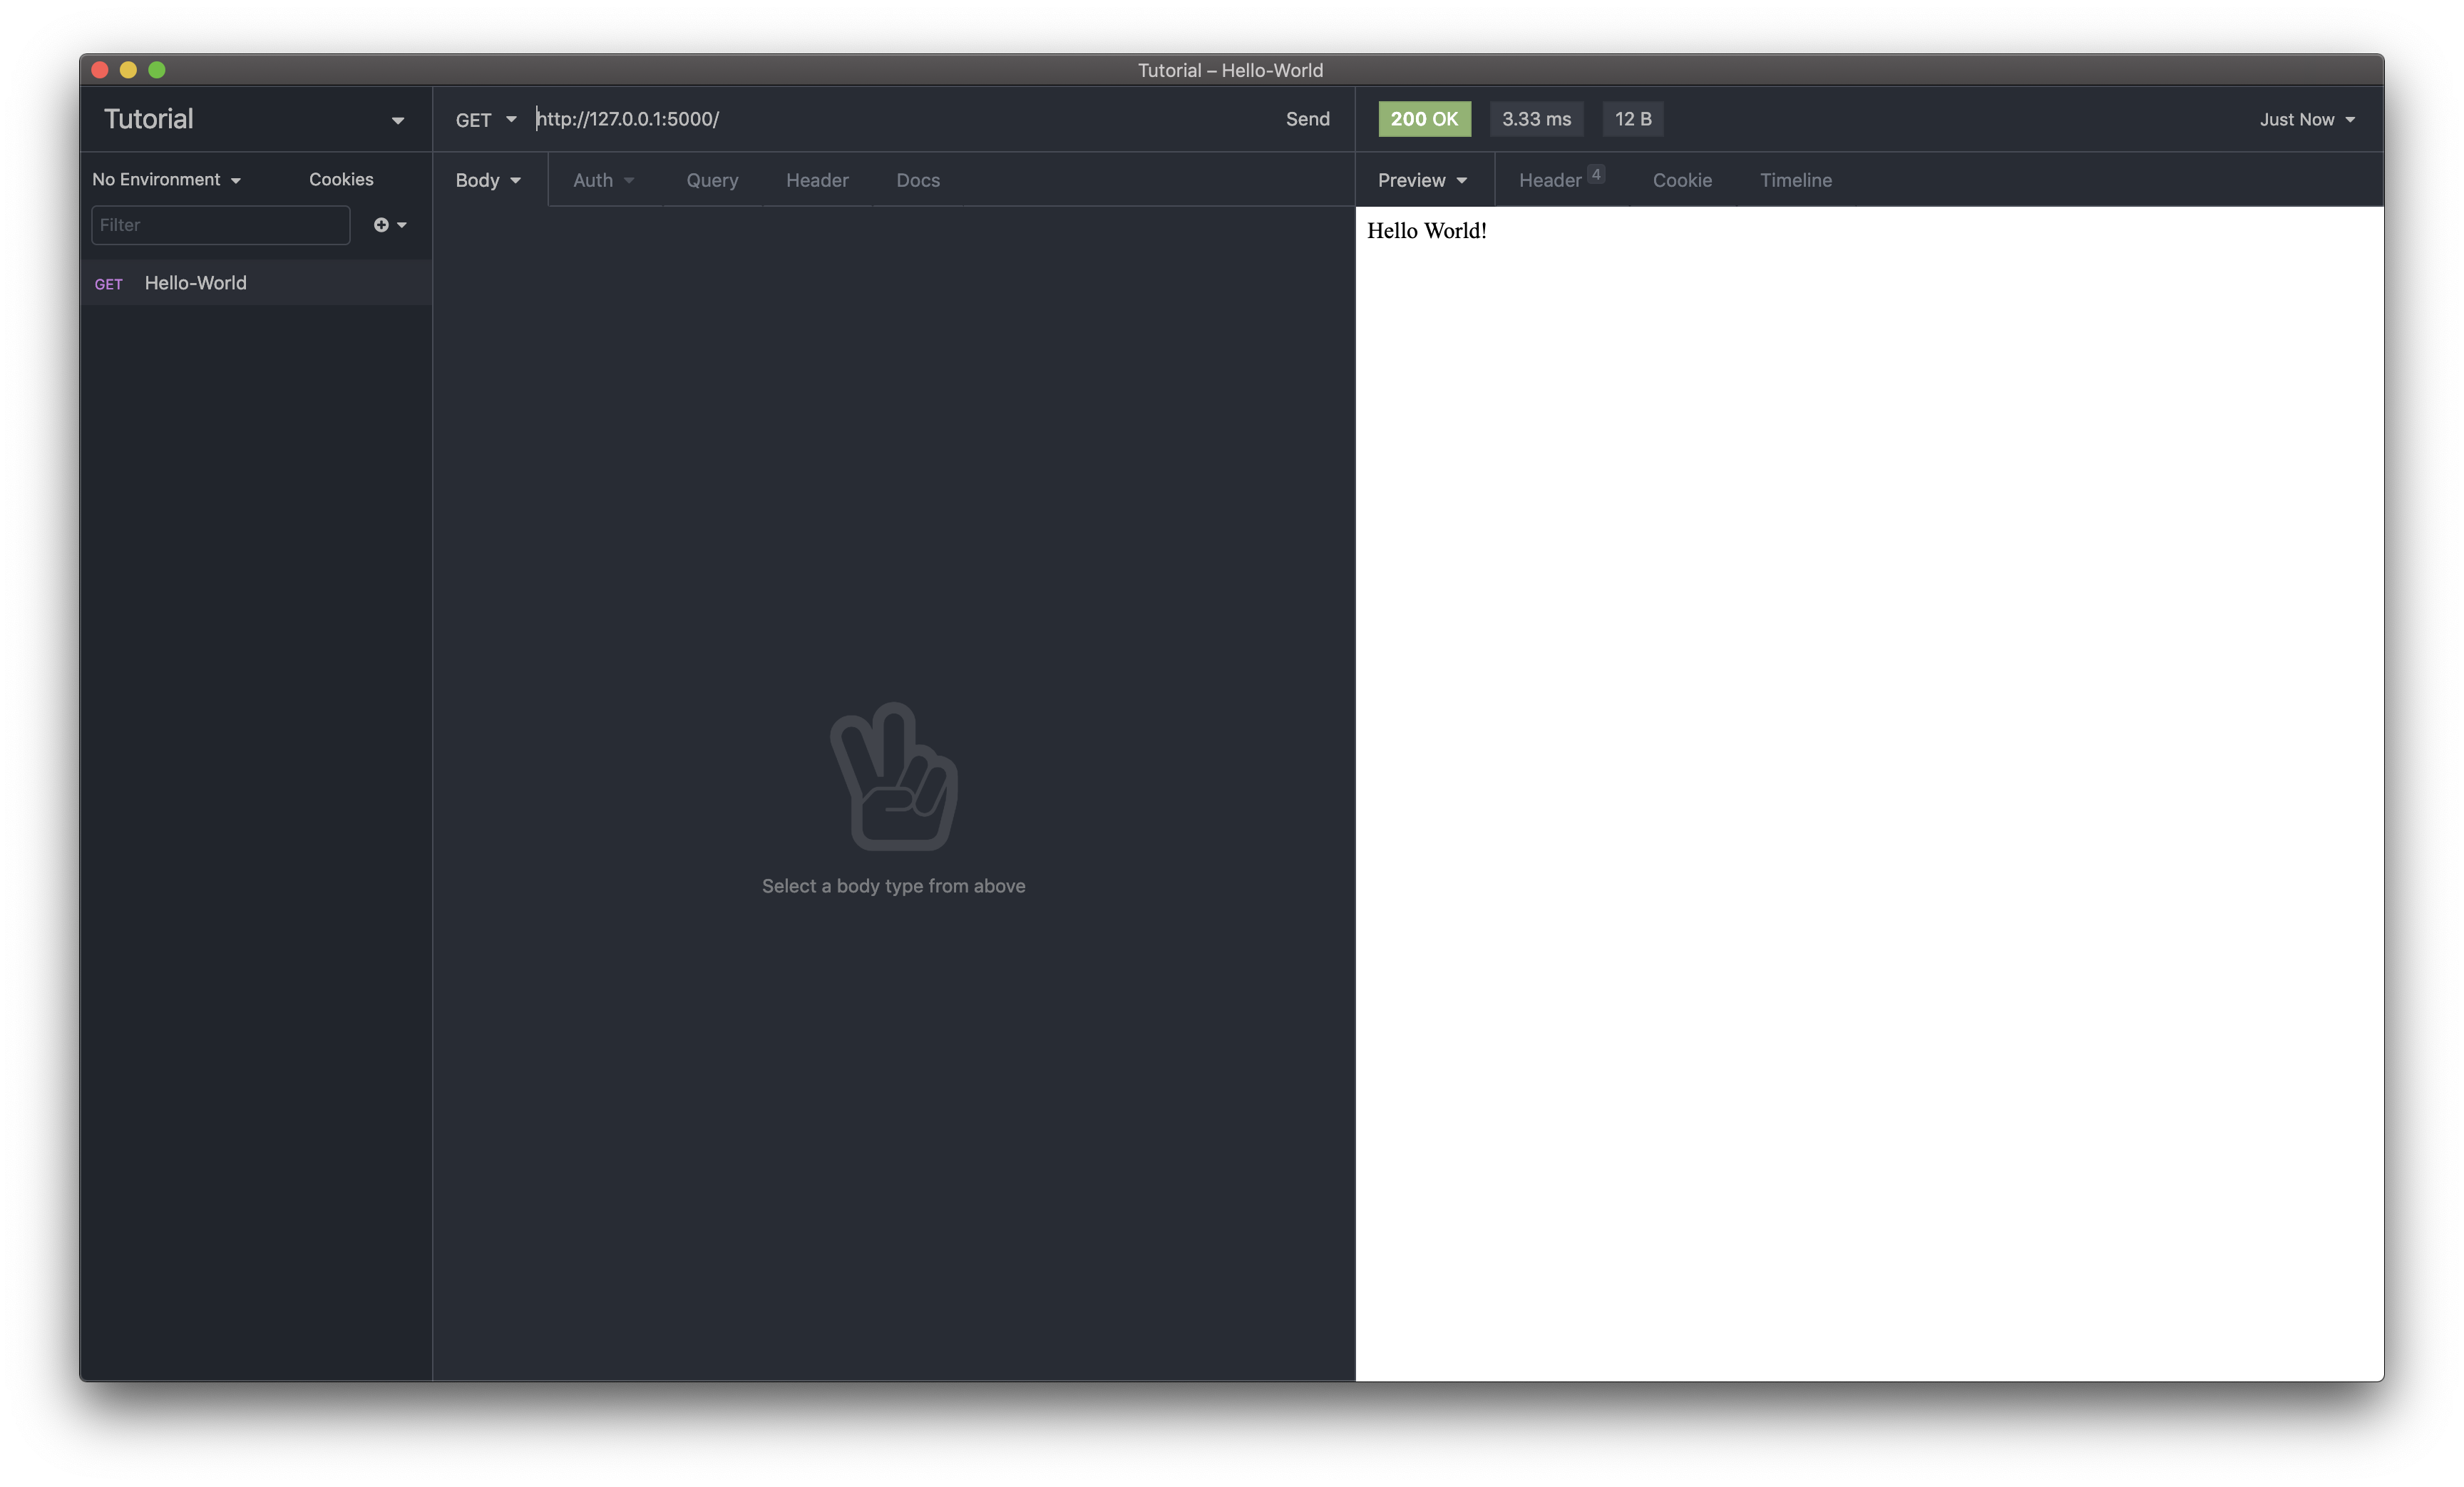 Tutorial – Hello-World
Tutorial
GET http://127.0.0.1:5000/ Send
200 OK 3.33 ms 12 B Just Now
No Environment Cookies
Body Auth Query Header Docs
Preview Header 4 Cookie Timeline
Filter
Hello World!
GET Hello-World
Select a body type from above